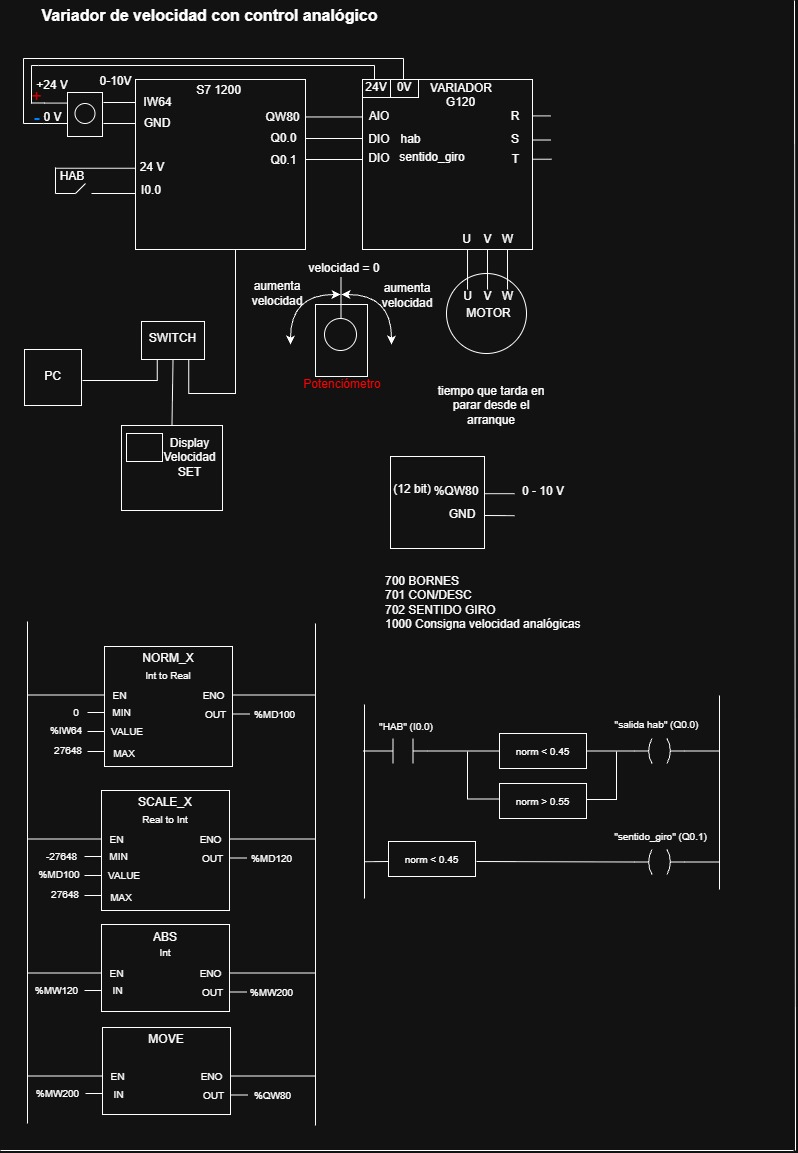 Variador de velocidad con control analógico
+24 V
0-10V
+
- 0 V
S7 1200
IW64
GND
24 V
I0.0
HAB
QW80
Q0.0
Q0.1
24V
0V
VARIADOR
G120
AIO
DIO hab
DIO sentido_giro
R
S
T
U V W
U V W
MOTOR
velocidad = 0
aumenta
velocidad
aumenta
velocidad
Potenciómetro
SWITCH
PC
Display
Velocidad
SET
tiempo que tarda en
parar desde el
arranque
(12 bit) %QW80
GND
0 - 10 V
700 BORNES
701 CON/DESC
702 SENTIDO GIRO
1000 Consigna velocidad analógicas
NORM_X
Int to Real
EN
ENO
0
MIN
OUT
%MD100
%IW64
VALUE
27648
MAX
SCALE_X
Real to Int
EN
ENO
-27648
MIN
OUT
%MD120
%MD100
VALUE
27648
MAX
ABS
Int
EN
ENO
%MW120
IN
OUT
%MW200
MOVE
EN
ENO
%MW200
IN
OUT
%QW80
"HAB" (I0.0)
norm < 0.45
"salida hab" (Q0.0)
norm > 0.55
norm < 0.45
"sentido_giro" (Q0.1)